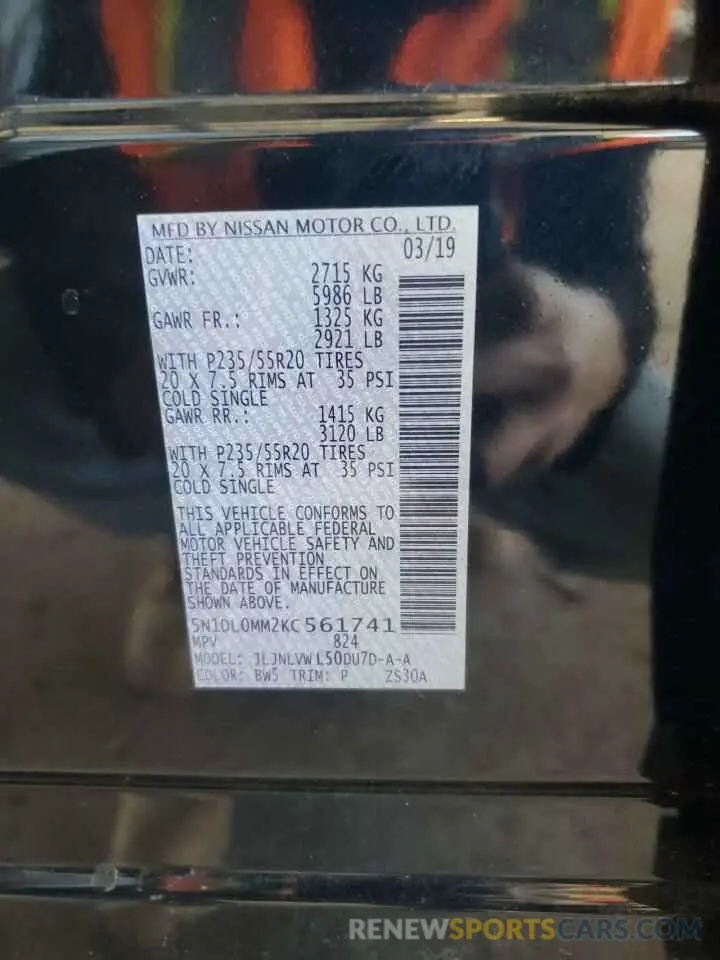 MFD BY NISSAN MOTOR CO., LTD.
DATE: 03/19
GVWR: 2715 KG
5986 LB
GAWR FR.: 1325 KG
2921 LB
WITH P235/55R20 TIRES
20 X 7.5 RIMS AT 35 PSI
COLD SINGLE
GAWR RR.: 1415 KG
3120 LB
WITH P235/55R20 TIRES
20 X 7.5 RIMS AT 35 PSI
COLD SINGLE
THIS VEHICLE CONFORMS TO
ALL APPLICABLE FEDERAL
MOTOR VEHICLE SAFETY AND
THEFT PREVENTION
STANDARDS IN EFFECT ON
THE DATE OF MANUFACTURE
SHOWN ABOVE.
5N1DL0MM2KC561741
MPV 824
MODEL: JLJNLVWL50DU7D-A-A
COLOR: BW5 TRIM: P ZS30A
RENEWSPORTSCARS.COM